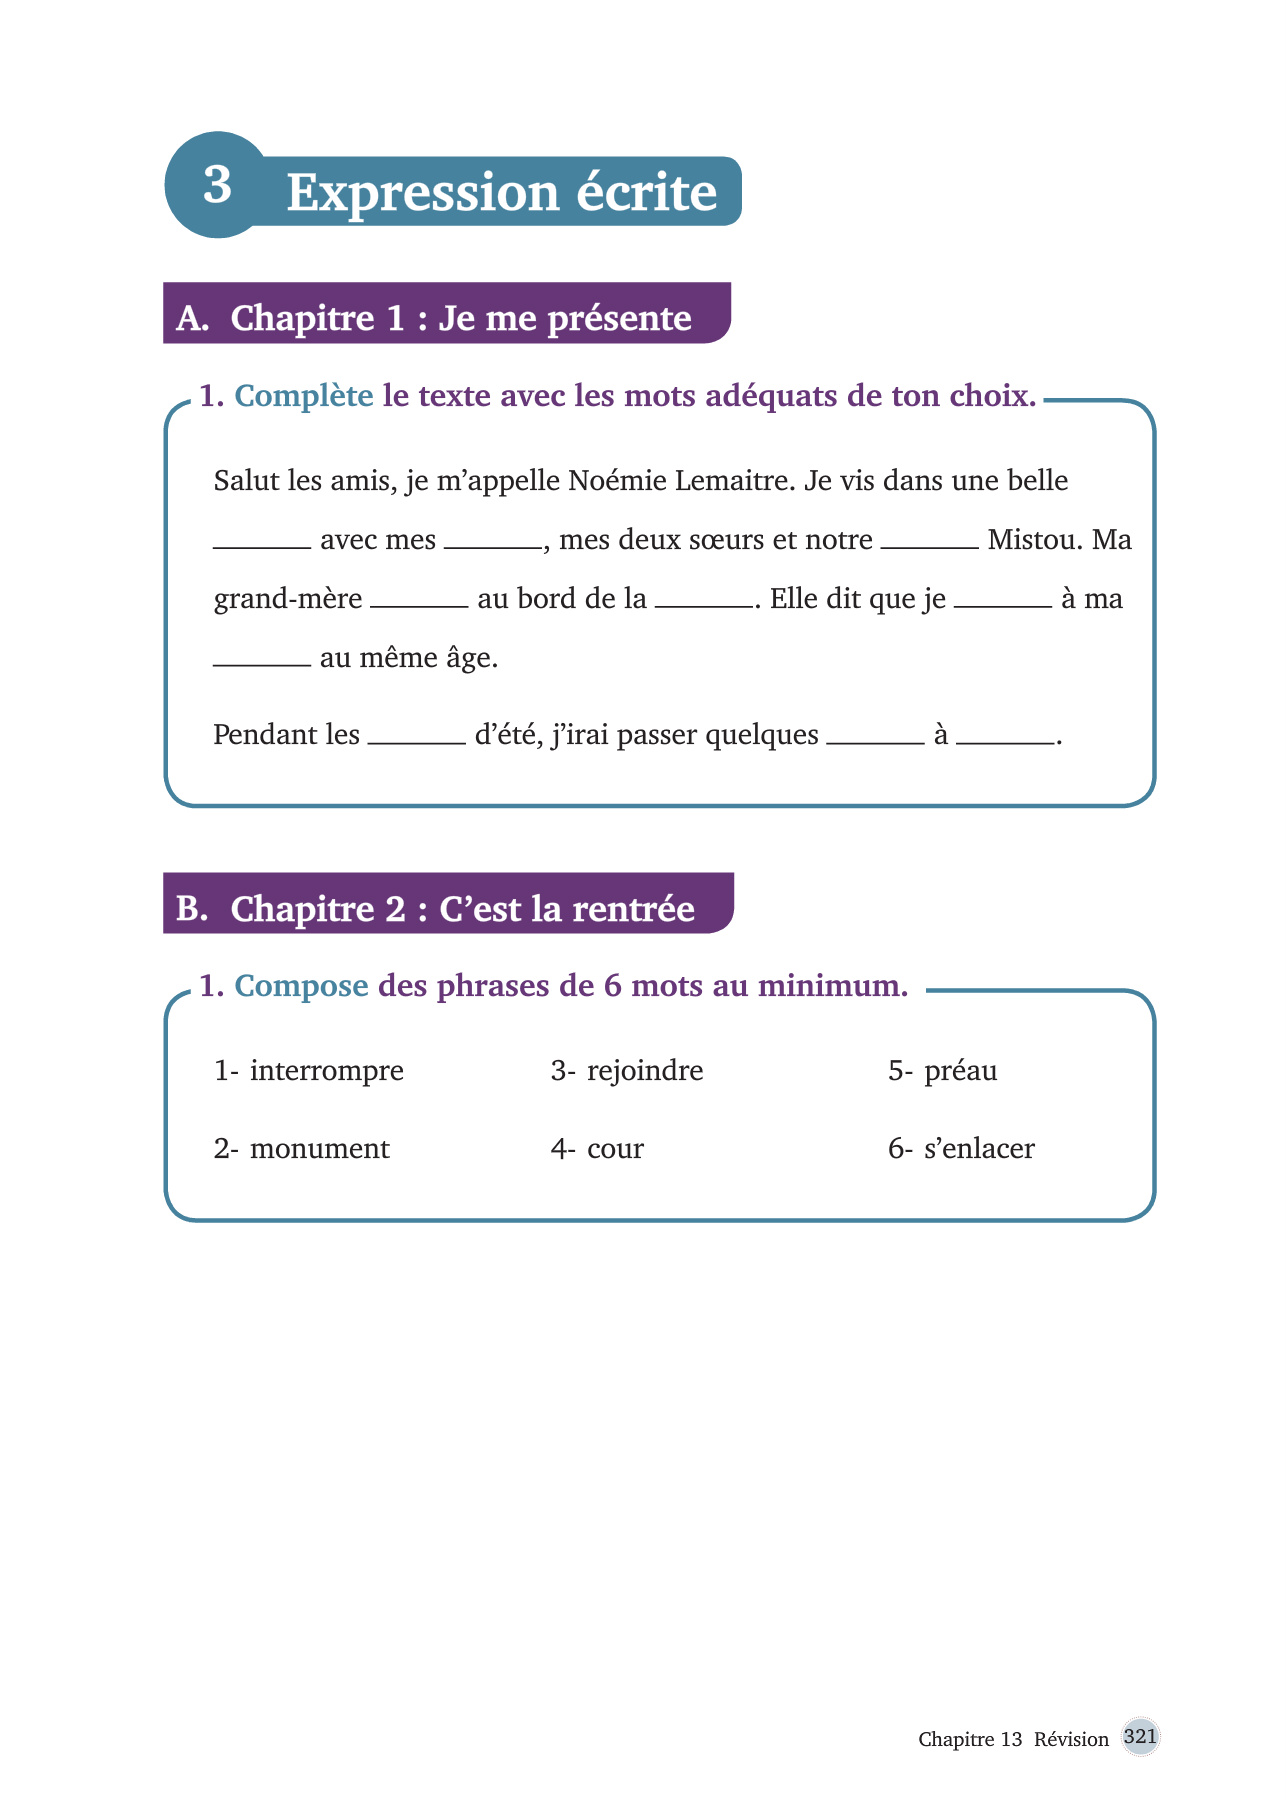 3 Expression écrite
A. Chapitre 1 : Je me présente
1. Complète le texte avec les mots adéquats de ton choix.
Salut les amis, je m’appelle Noémie Lemaitre. Je vis dans une belle
_______ avec mes _______, mes deux sœurs et notre _______ Mistou. Ma
grand-mère _______ au bord de la _______. Elle dit que je _______ à ma
_______ au même âge.
Pendant les _______ d’été, j’irai passer quelques _______ à _______.
B. Chapitre 2 : C’est la rentrée
1. Compose des phrases de 6 mots au minimum.
1- interrompre 3- rejoindre 5- préau
2- monument 4- cour 6- s’enlacer
Chapitre 13 Révision 321